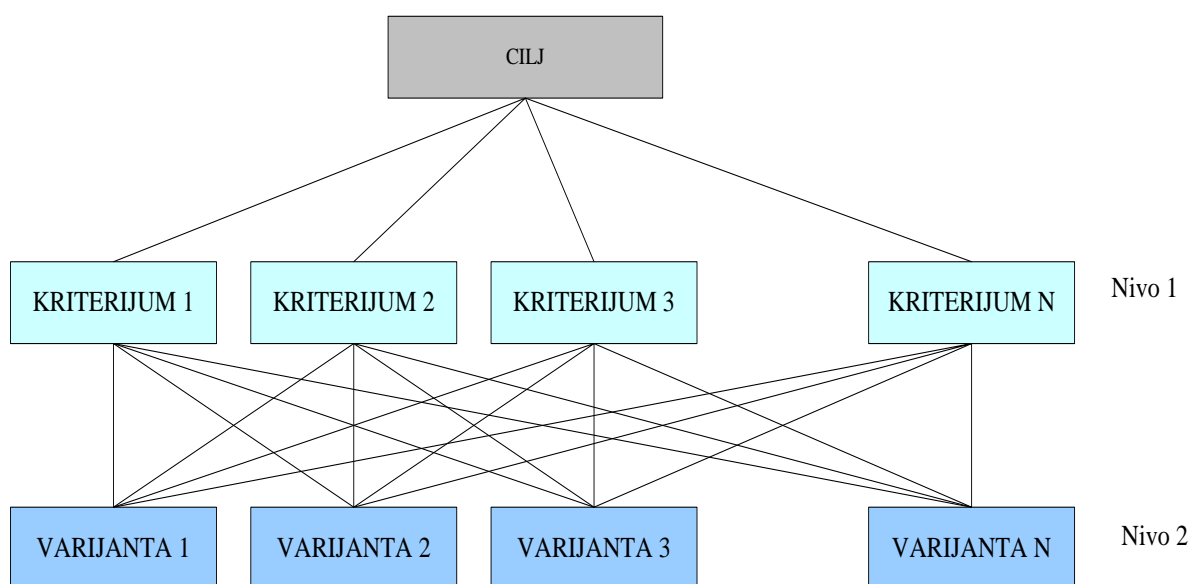 CILJ
KRITERIJUM 1
KRITERIJUM 2
KRITERIJUM 3
KRITERIJUM N
Nivo 1
VARIJANTA 1
VARIJANTA 2
VARIJANTA 3
VARIJANTA N
Nivo 2